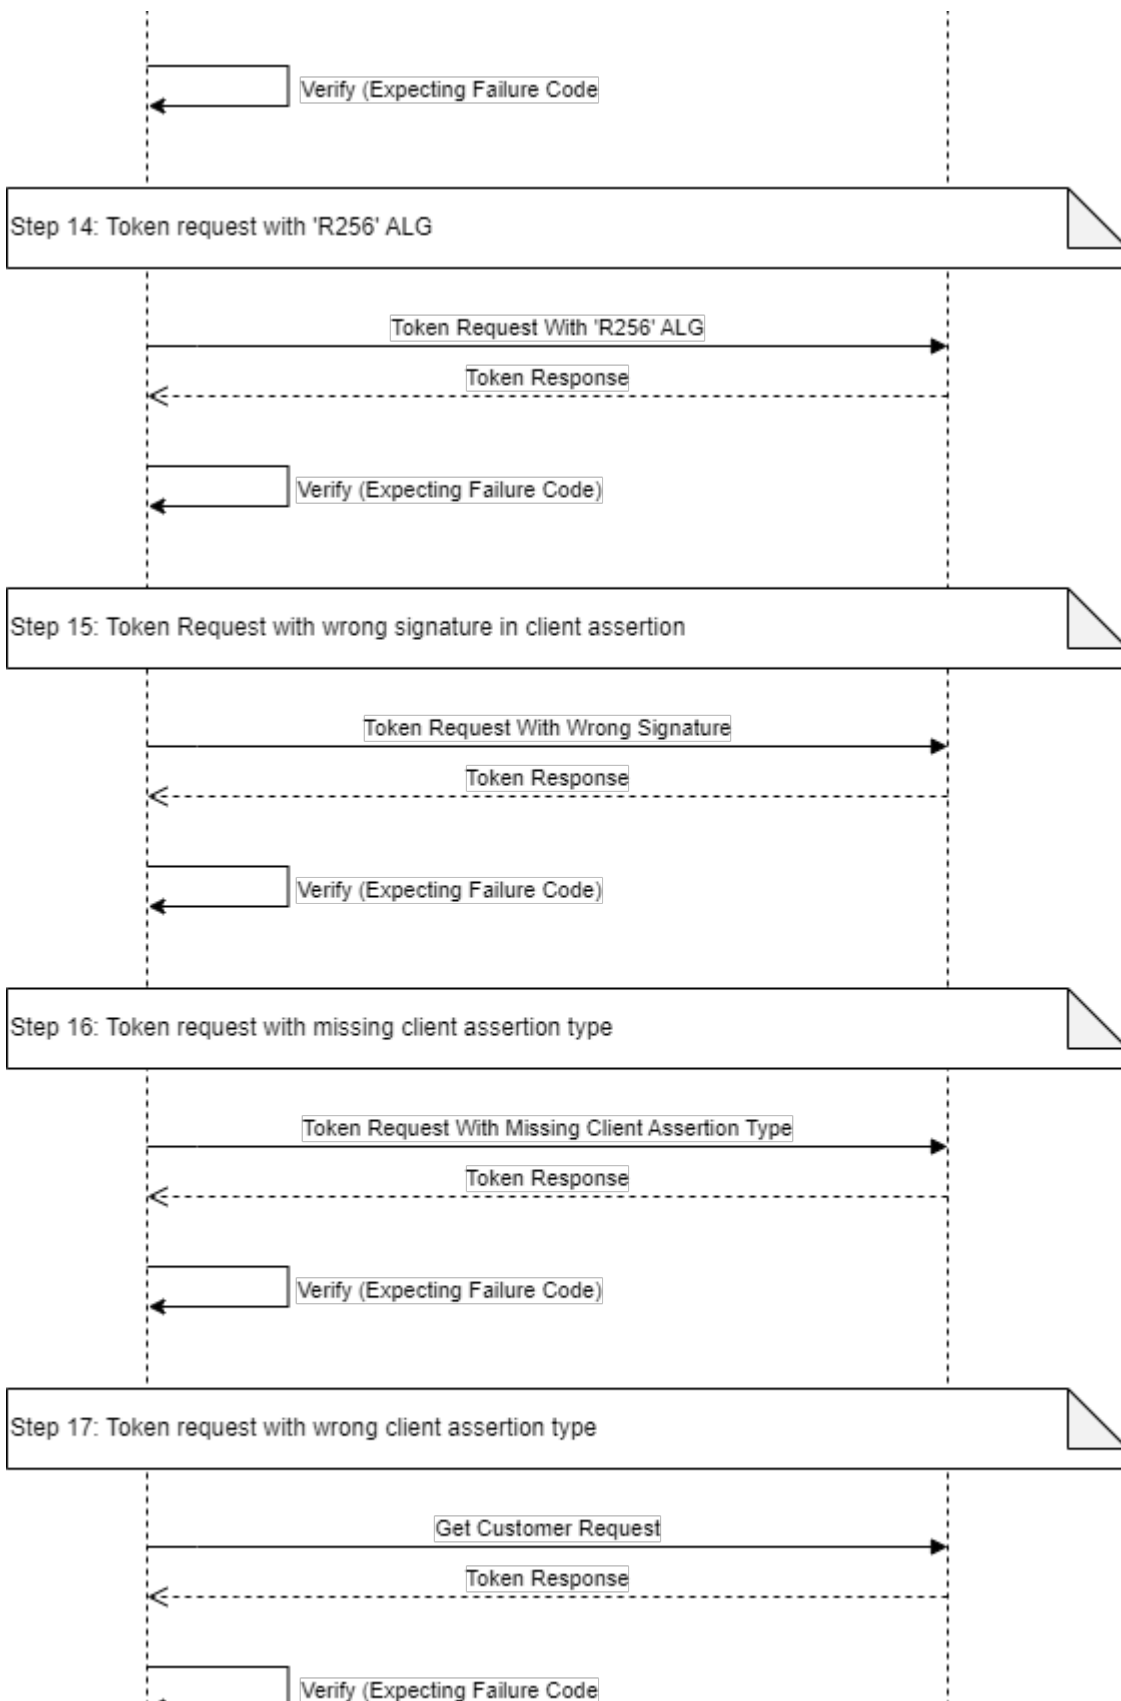 Verify (Expecting Failure Code
Step 14: Token request with 'R256' ALG
Token Request With 'R256' ALG
Token Response
Verify (Expecting Failure Code)
Step 15: Token Request with wrong signature in client assertion
Token Request With Wrong Signature
Token Response
Verify (Expecting Failure Code)
Step 16: Token request with missing client assertion type
Token Request With Missing Client Assertion Type
Token Response
Verify (Expecting Failure Code)
Step 17: Token request with wrong client assertion type
Get Customer Request
Token Response
Verify (Expecting Failure Code